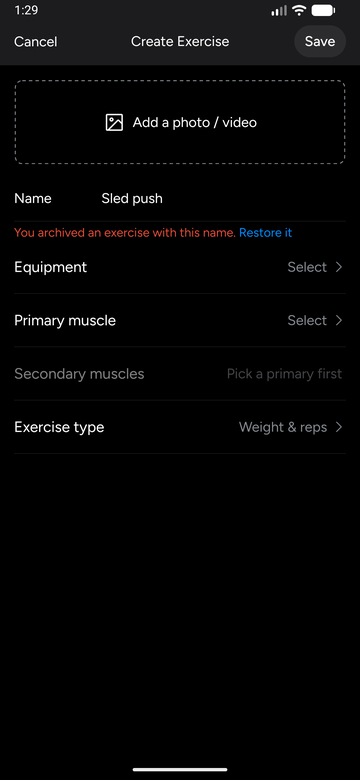 1:29
Cancel Create Exercise Save
Add a photo / video
Name Sled push
You archived an exercise with this name. Restore it
Equipment Select
Primary muscle Select
Secondary muscles Pick a primary first
Exercise type Weight & reps